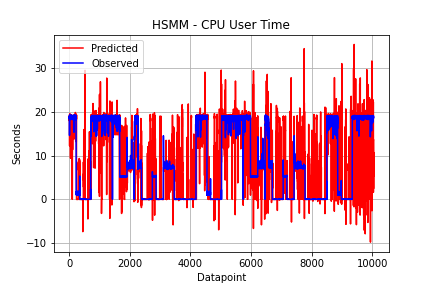 HSMM - CPU User Time
Predicted
Observed
30
20
10
0
−10
Seconds
0 2000 4000 6000 8000 10000
Datapoint